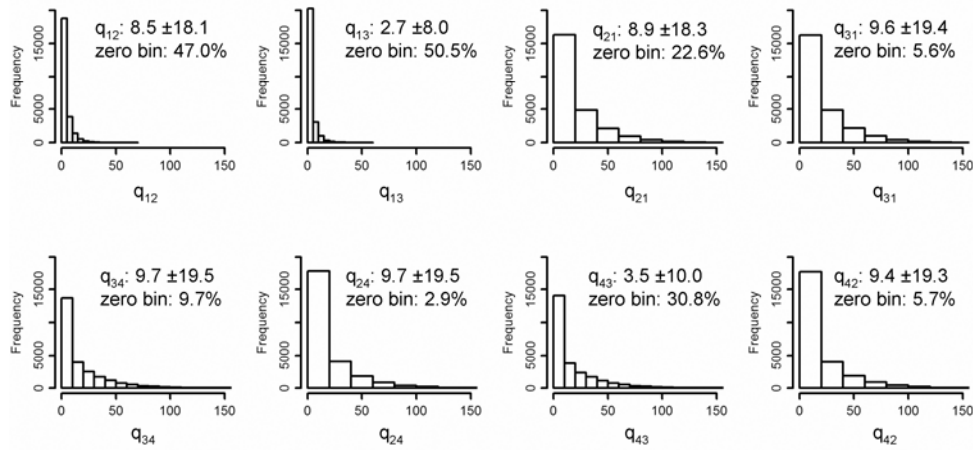 q12: 8.5 ±18.1
zero bin: 47.0%
Frequency
0 5000 15000
0 50 100 150
q12
q13: 2.7 ±8.0
zero bin: 50.5%
Frequency
0 5000 15000
0 50 100 150
q13
q21: 8.9 ±18.3
zero bin: 22.6%
Frequency
0 5000 15000
0 50 100 150
q21
q31: 9.6 ±19.4
zero bin: 5.6%
Frequency
0 5000 15000
0 50 100 150
q31
q34: 9.7 ±19.5
zero bin: 9.7%
Frequency
0 5000 15000
0 50 100 150
q34
q24: 9.7 ±19.5
zero bin: 2.9%
Frequency
0 5000 15000
0 50 100 150
q24
q43: 3.5 ±10.0
zero bin: 30.8%
Frequency
0 5000 15000
0 50 100 150
q43
q42: 9.4 ±19.3
zero bin: 5.7%
Frequency
0 5000 15000
0 50 100 150
q42